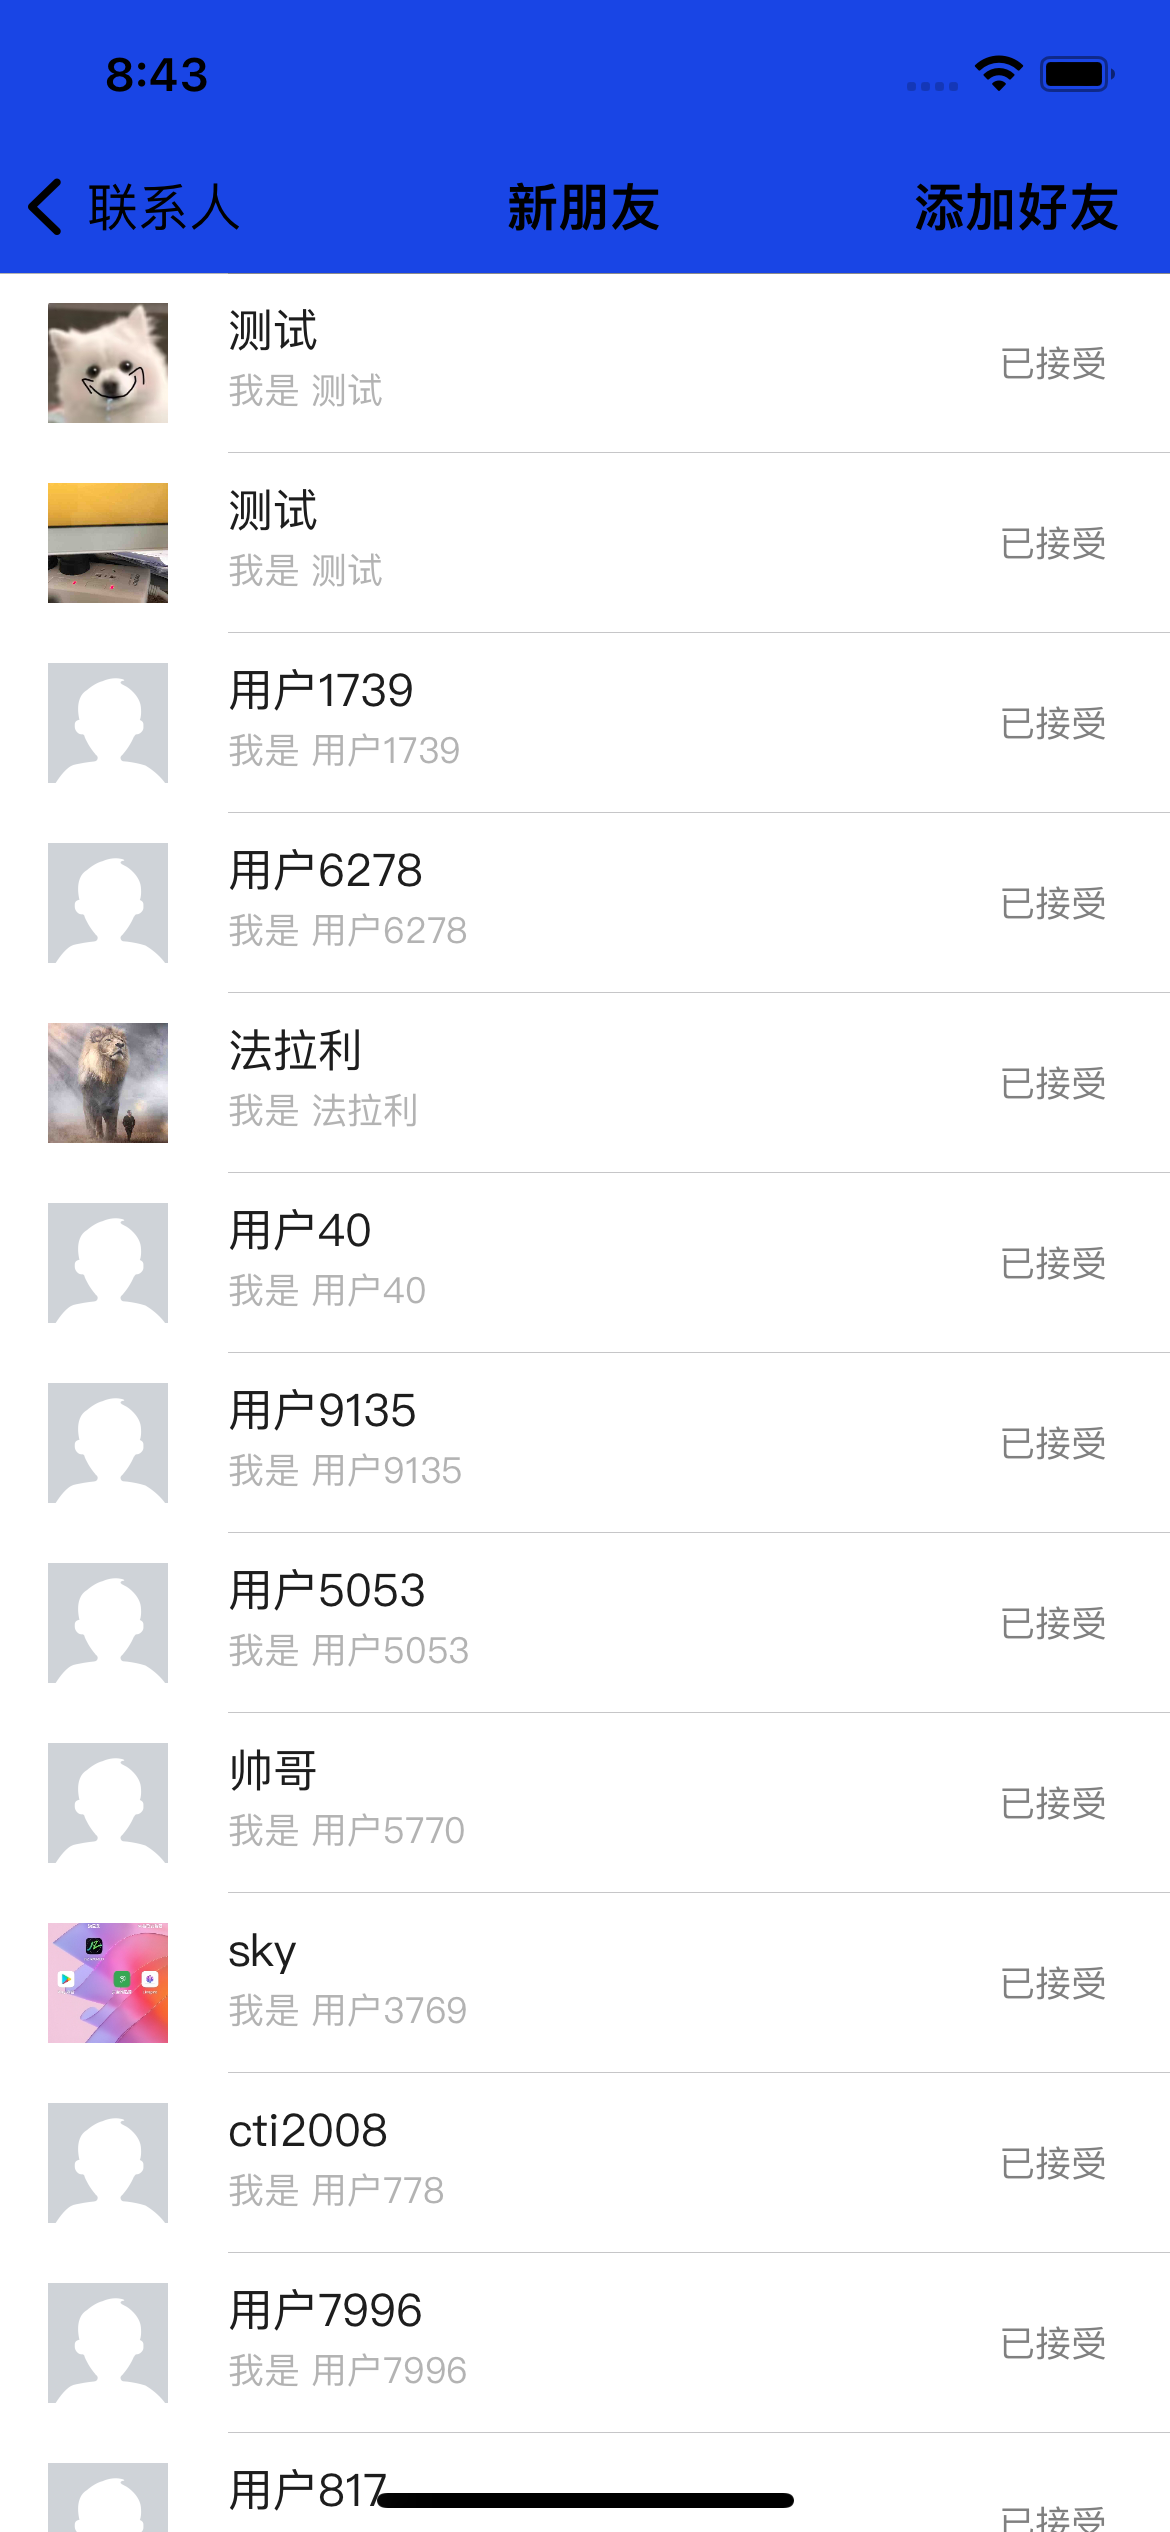 8:43
联系人
新朋友
添加好友
测试
我是 测试
已接受
测试
我是 测试
已接受
用户1739
我是 用户1739
已接受
用户6278
我是 用户6278
已接受
法拉利
我是 法拉利
已接受
用户40
我是 用户40
已接受
用户9135
我是 用户9135
已接受
用户5053
我是 用户5053
已接受
帅哥
我是 用户5770
已接受
sky
我是 用户3769
已接受
cti2008
我是 用户778
已接受
用户7996
我是 用户7996
已接受
用户817
已接受